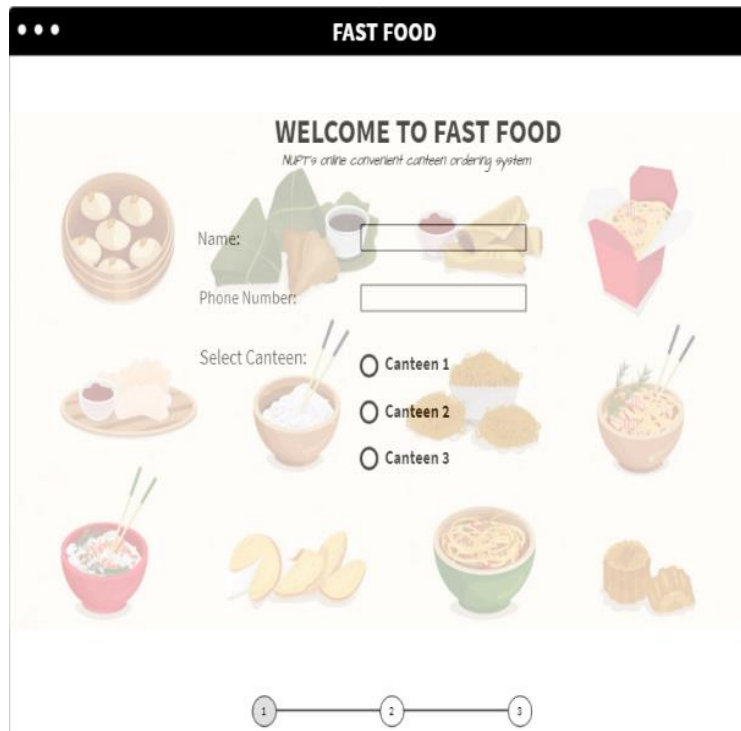 FAST FOOD
WELCOME TO FAST FOOD
NUPT's online convenient canteen ordering system
Name:
Phone Number:
Select Canteen:
Canteen 1
Canteen 2
Canteen 3
1 2 3